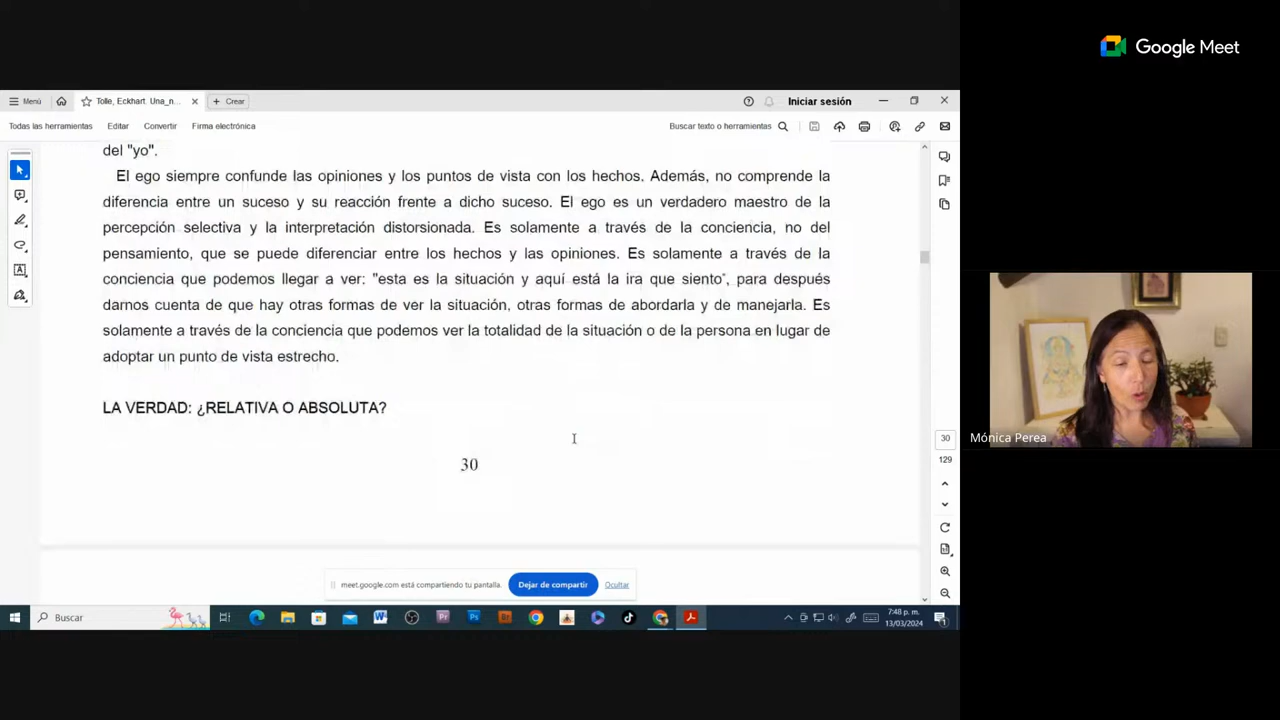 Google Meet
Menú
Tolle, Eckhart Una_n...
Crear
Iniciar sesión
Todas las herramientas
Editar
Convertir
Firma electrónica
Buscar texto o herramientas
del "yo".
El ego siempre confunde las opiniones y los puntos de vista con los hechos. Además, no comprende la
diferencia entre un suceso y su reacción frente a dicho suceso. El ego es un verdadero maestro de la
percepción selectiva y la interpretación distorsionada. Es solamente a través de la conciencia, no del
pensamiento, que se puede diferenciar entre los hechos y las opiniones. Es solamente a través de la
conciencia que podemos llegar a ver: "esta es la situación y aquí está la ira que siento", para después
darnos cuenta de que hay otras formas de ver la situación, otras formas de abordarla y de manejarla. Es
solamente a través de la conciencia que podemos ver la totalidad de la situación o de la persona en lugar de
adoptar un punto de vista estrecho.
LA VERDAD: ¿RELATIVA O ABSOLUTA?
30
30
129
Mónica Perea
meet.google.com está compartiendo tu pantalla.
Dejar de compartir
Ocultar
Buscar
7:48 p. m.
13/03/2024